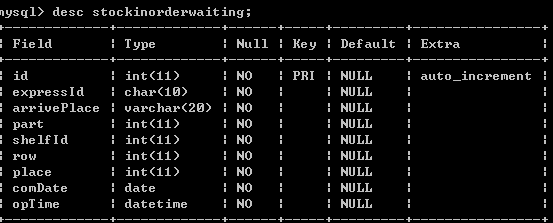 mysql> desc stockinorderwaiting;
+--------------+-------------+------+-----+---------+----------------+
| Field | Type | Null | Key | Default | Extra |
+--------------+-------------+------+-----+---------+----------------+
| id | int(11) | NO | PRI | NULL | auto_increment |
| expressId | char(10) | NO | | NULL | |
| arrivePlace | varchar(20) | NO | | NULL | |
| part | int(11) | NO | | NULL | |
| shelfId | int(11) | NO | | NULL | |
| row | int(11) | NO | | NULL | |
| place | int(11) | NO | | NULL | |
| comDate | date | NO | | NULL | |
| opTime | datetime | NO | | NULL | |
+--------------+-------------+------+-----+---------+----------------+